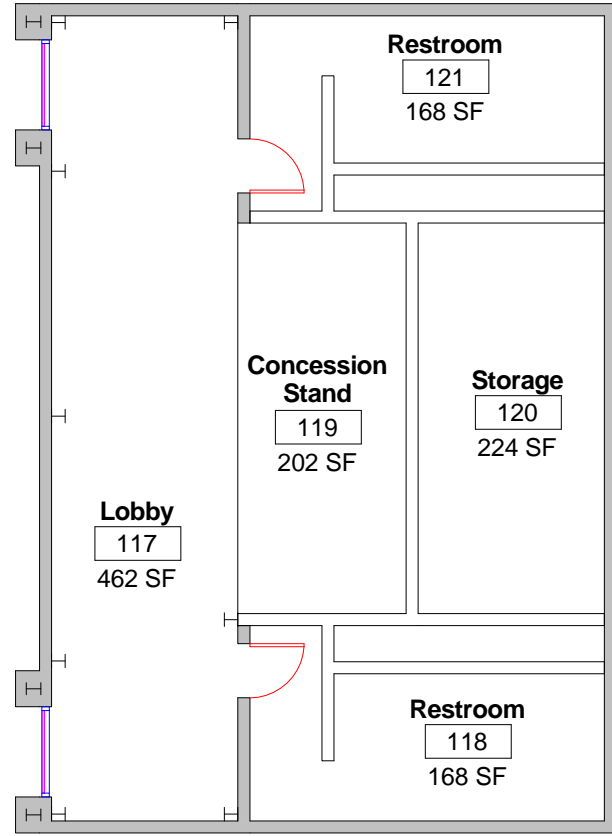 Restroom
121
168 SF
Concession
Stand
119
202 SF
Storage
120
224 SF
Lobby
117
462 SF
Restroom
118
168 SF